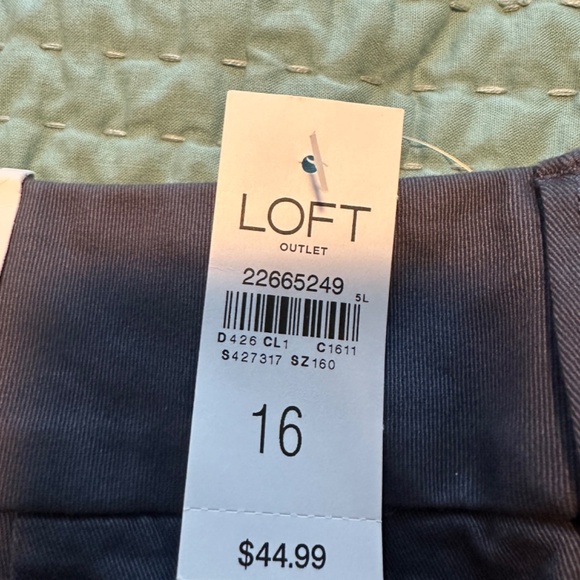 LOFT
OUTLET
22665249
5L
D426 CL1 C1611
S427317 SZ160
16
$44.99